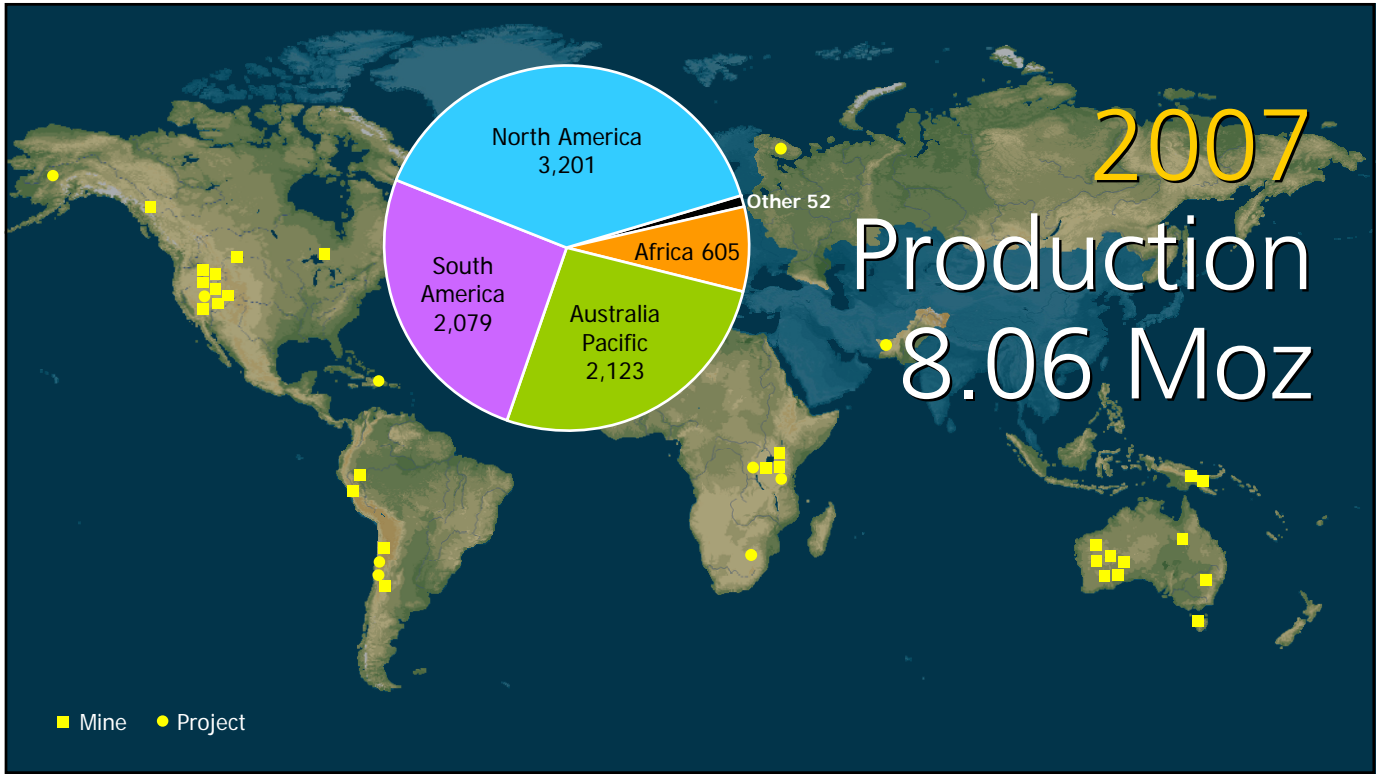 2007
Production
8.06 Moz
North America
3,201
Other 52
Africa 605
Australia
Pacific
2,123
South
America
2,079
Mine
Project